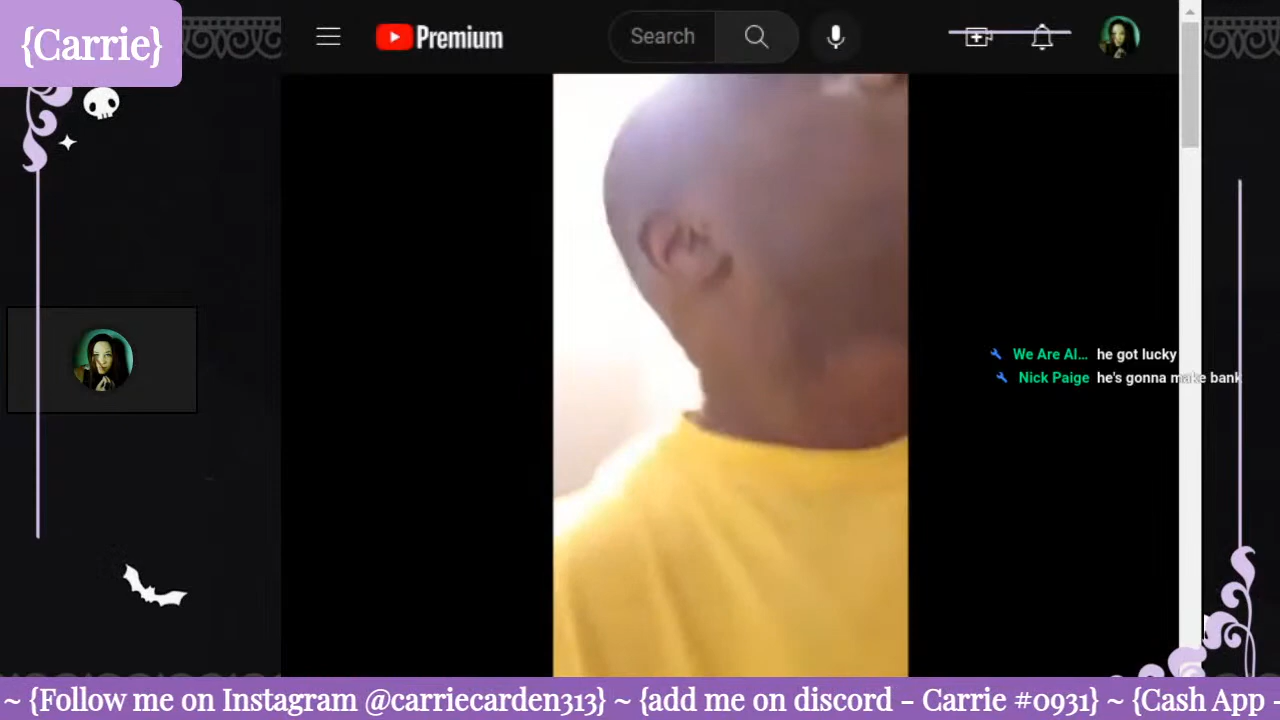 {Carrie}
Premium
Search
We Are Al... he got lucky
Nick Paige he's gonna make bank
~ {Follow me on Instagram @carriecarden313} ~ {add me on discord - Carrie #0931} ~ {Cash App -